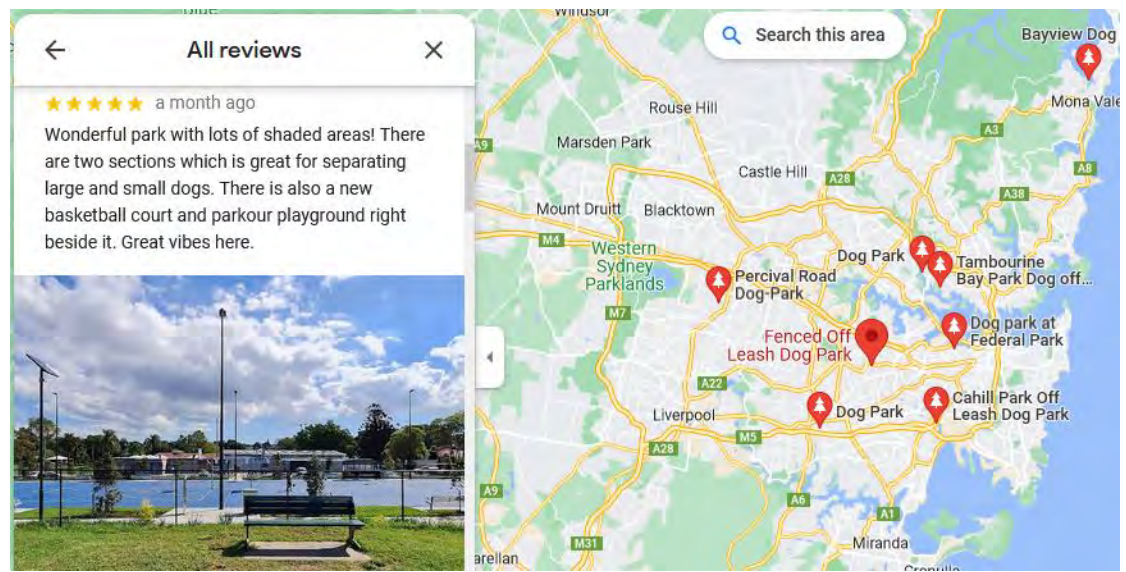 All reviews
a month ago
Wonderful park with lots of shaded areas! There
are two sections which is great for separating
large and small dogs. There is also a new
basketball court and parkour playground right
beside it. Great vibes here.
Search this area
Bayview Dog
Mona Vale
Rouse Hill
A3
A9
Marsden Park
Castle Hill
A28
A8
A38
Mount Druitt
Blacktown
M4
Western
Sydney
Parklands
Dog Park
Tambourine
Bay Park Dog off...
Percival Road
Dog-Park
M7
Fenced Off
Leash Dog Park
Dog park at
Federal Park
A22
Liverpool
Dog Park
Cahill Park Off
Leash Dog Park
M5
A28
A9
A6
A1
M31
Miranda
arellan